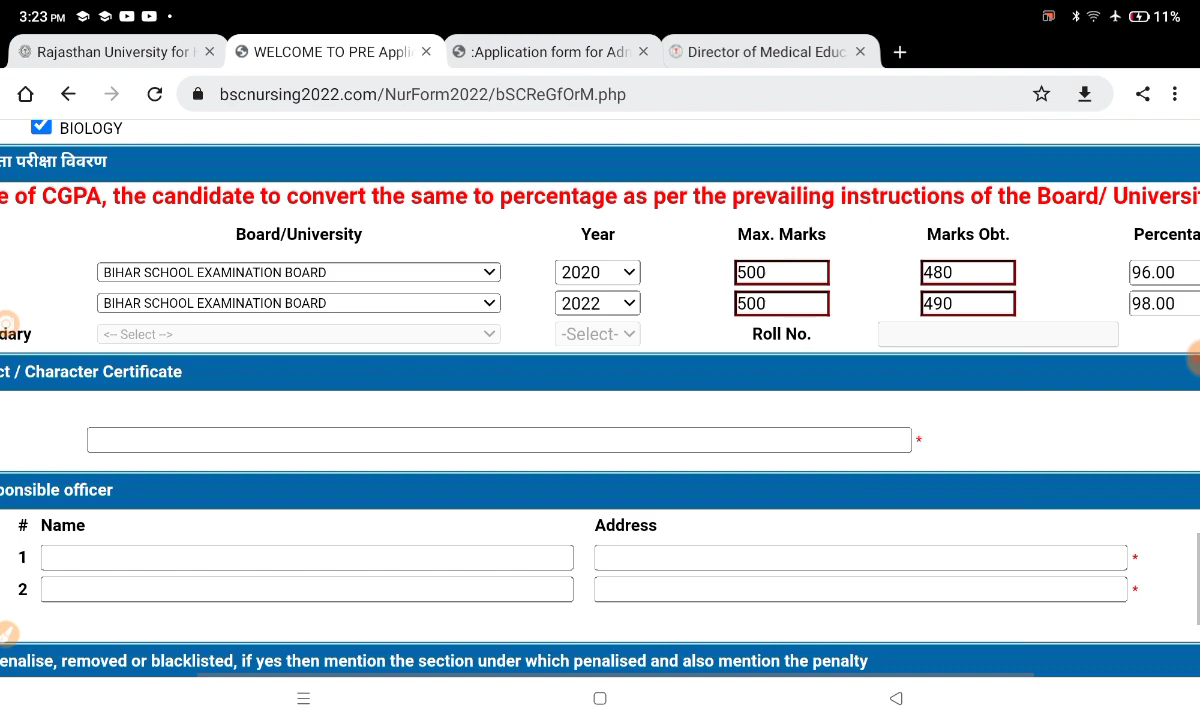 3:23 PM 11%
Rajasthan University for WELCOME TO PRE Appli :Application form for Adn Director of Medical Educ
bscnursing2022.com/NurForm2022/bSCReGfOrM.php
BIOLOGY
ता परीक्षा विवरण
e of CGPA, the candidate to convert the same to percentage as per the prevailing instructions of the Board/ Universit
Board/University Year Max. Marks Marks Obt. Percenta
BIHAR SCHOOL EXAMINATION BOARD 2020 500 480 96.00
BIHAR SCHOOL EXAMINATION BOARD 2022 500 490 98.00
dary <-- Select --> -Select- Roll No.
ct / Character Certificate
*
ponsible officer
# Name Address
1 *
2 *
enalise, removed or blacklisted, if yes then mention the section under which penalised and also mention the penalty